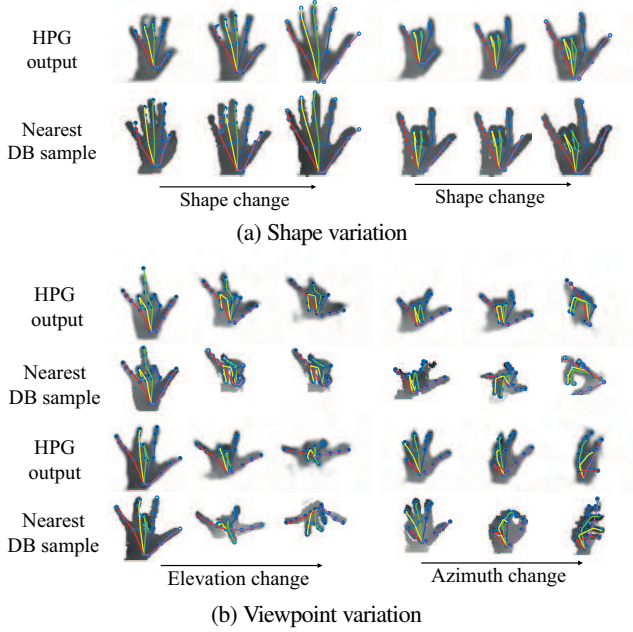 HPG
output
Nearest
DB sample
Shape change
Shape change
(a) Shape variation
HPG
output
Nearest
DB sample
HPG
output
Nearest
DB sample
Elevation change
Azimuth change
(b) Viewpoint variation